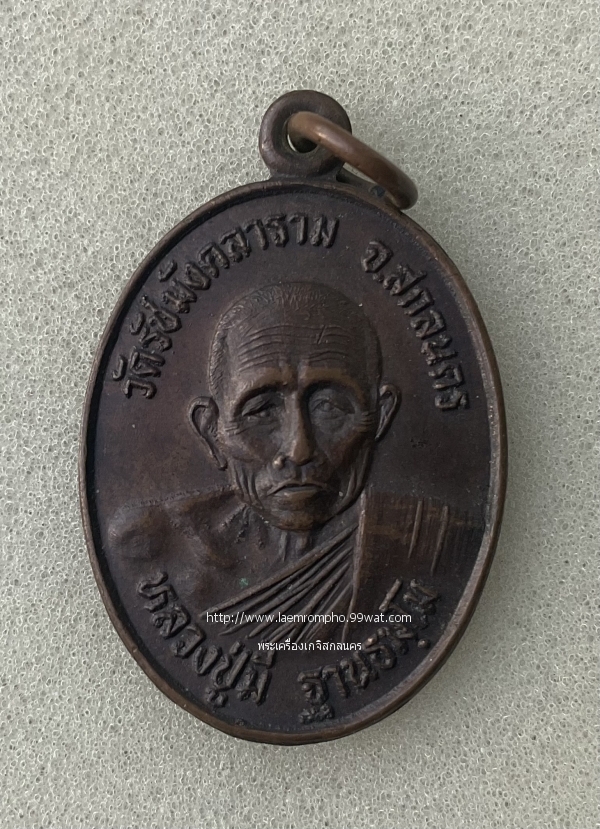 วัดรัชมังคลาราม จ.สกลนคร
หลวงปู่มี ฐานธมฺโม
http://www.laemrompho.99wat.com
พระเครื่องเกจิสกลนคร